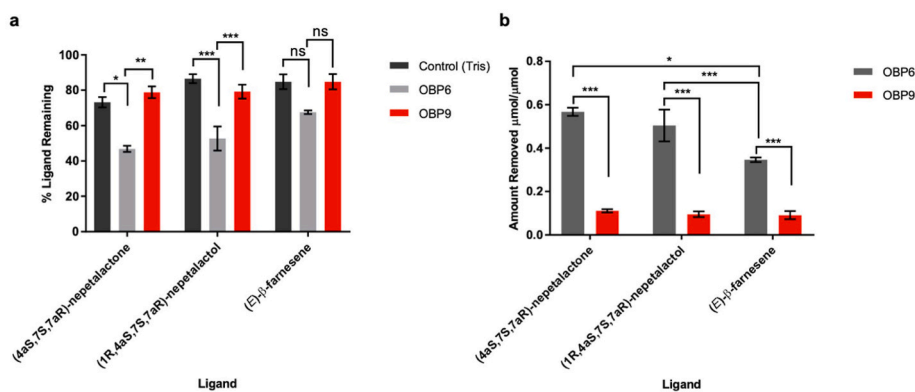 a
% Ligand Remaining
100
80
60
40
20
0
*
**
***
***
ns
ns
Control (Tris)
OBP6
OBP9
(4aS,7S,7aR)-nepetalactone
(1R,4aS,7S,7aR)-nepetalactol
(E)-β-farnesene
Ligand
b
Amount Removed μmol/μmol
0.8
0.6
0.4
0.2
0.0
*
***
***
***
***
OBP6
OBP9
(4aS,7S,7aR)-nepetalactone
(1R,4aS,7S,7aR)-nepetalactol
(E)-β-farnesene
Ligand